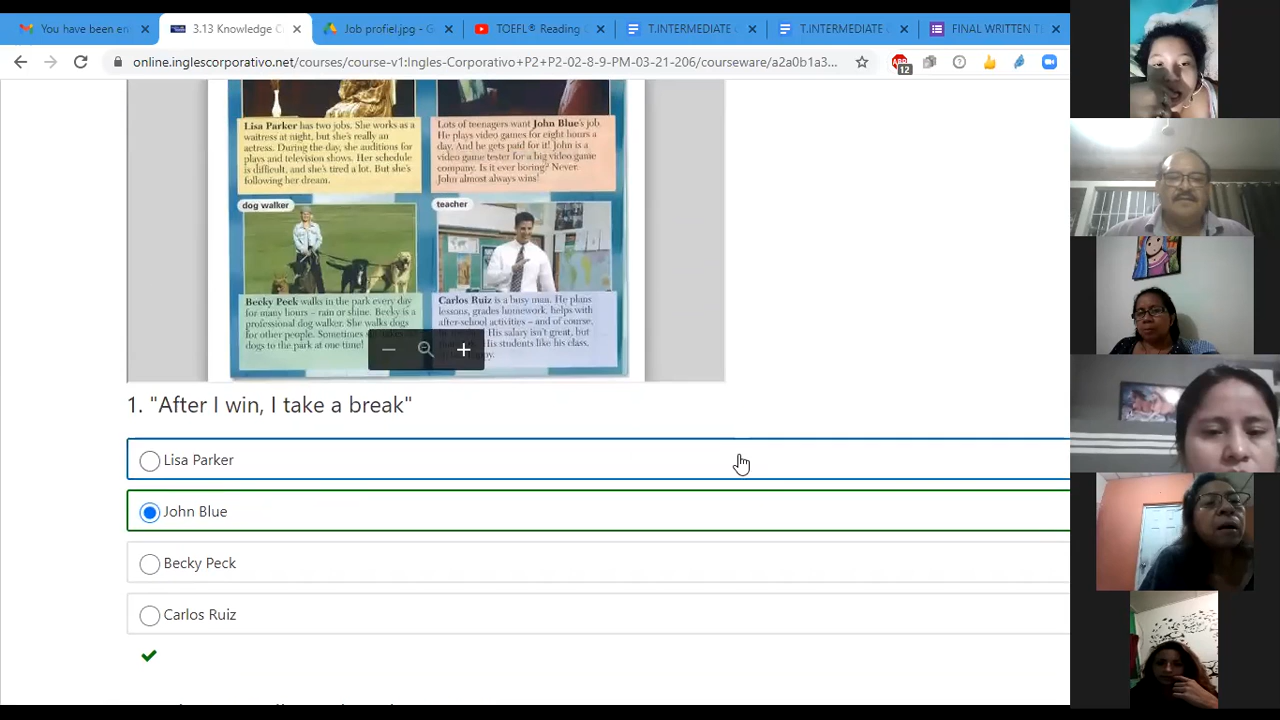 You have been en
3.13 Knowledge C
Job profiel.jpg - G
TOEFL® Reading
T.INTERMEDIATE
T.INTERMEDIATE
FINAL WRITTEN T
online.inglescorporativo.net/courses/course-v1:Ingles-Corporativo+P2+P2-02-8-9-PM-03-21-206/courseware/a2a0b1a3...
ABP
12
Lisa Parker has two jobs. She works as a
waitress at night, but she's really an
actress. During the day, she auditions for
plays and television shows. Her schedule
is difficult, and she's tired a lot. But she's
following her dream.
Lots of teenagers want John Blue's job.
He plays video games for eight hours a
day. And he gets paid for it! John is a
video game tester for a big video game
company. Is it ever boring? Never.
John almost always wins!
dog walker
Becky Peck walks in the park every day
for many hours – rain or shine. Becky is a
professional dog walker. She walks dogs
for other people. Sometimes she takes
dogs to the park at one time!
teacher
Carlos Ruiz is a busy man. He plans
lessons, grades homework, helps with
after-school activities – and of course,
His salary isn't great, but
His students like his class,
1. "After I win, I take a break"
Lisa Parker
John Blue
Becky Peck
Carlos Ruiz